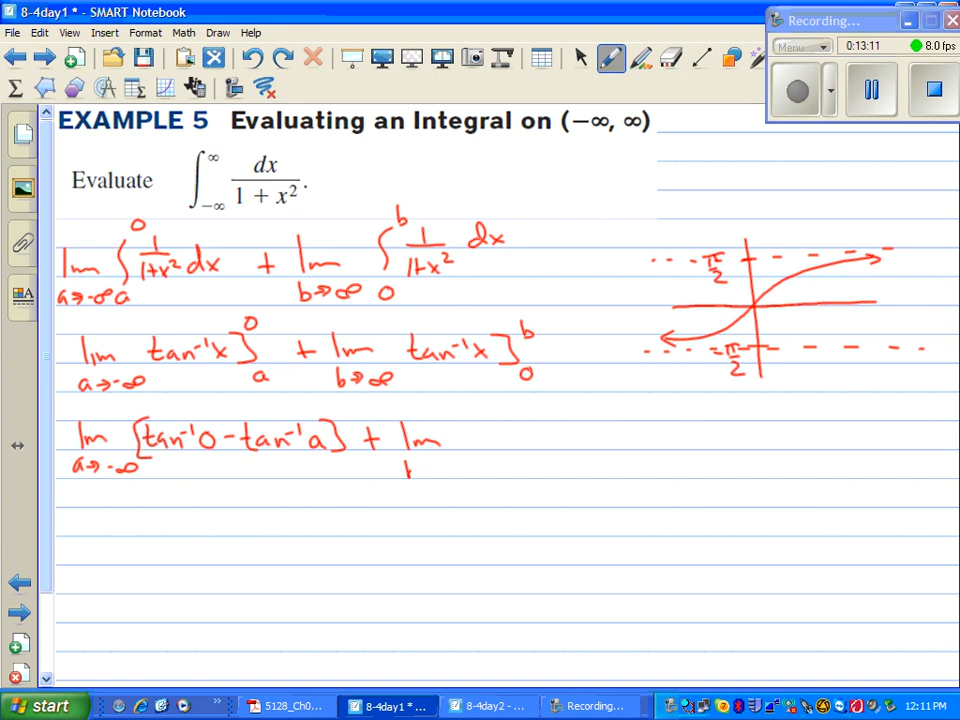 8-4day1 * - SMART Notebook
Recording...
File Edit View Insert Format Math Draw Help
Menu 0:13:11 8.0 fps
EXAMPLE 5 Evaluating an Integral on (−∞, ∞)
Evaluate ∫_{−∞}^{∞} dx/(1 + x²).
lim_{a→-∞} ∫_a^0 1/(1+x²) dx + lim_{b→∞} ∫_0^b 1/(1+x²) dx
π/2
lim_{a→-∞} tan⁻¹x]_a^0 + lim_{b→∞} tan⁻¹x]_0^b
-π/2
lim_{a→-∞} [tan⁻¹0 - tan⁻¹a] + lim
start 5128_Ch0... 8-4day1 * ... 8-4day2 - ... Recording... 12:11 PM